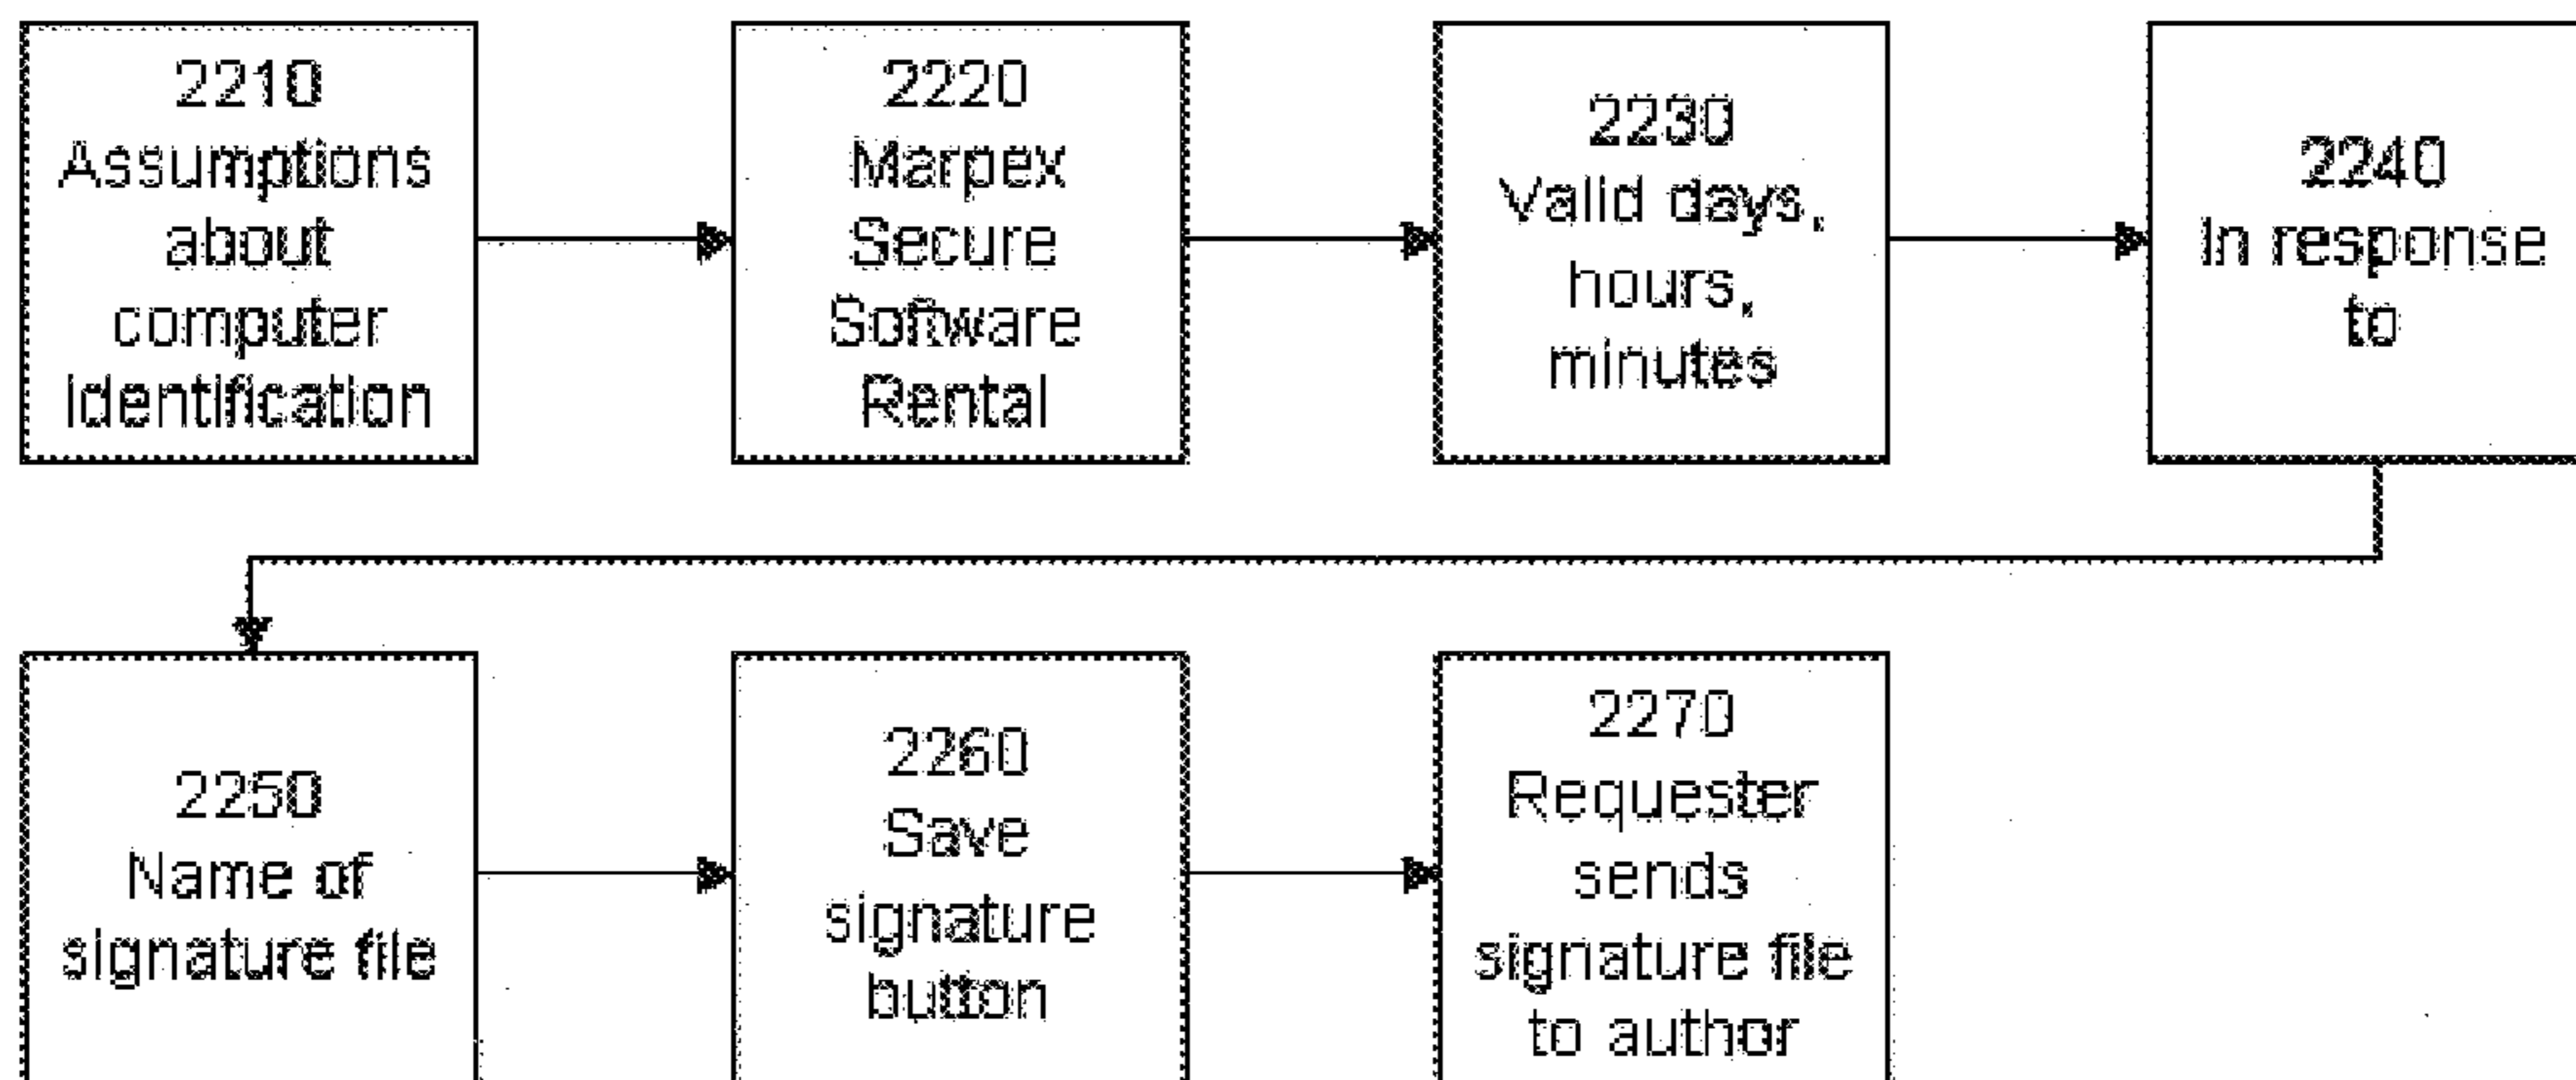 2210
Assumptions
about
computer
identification
2220
Marpex
Secure
Software
Rental
2230
Valid days,
hours,
minutes
2240
In response
to
2250
Name of
signature file
2260
Save
signature
button
2270
Requester
sends
signature file
to author